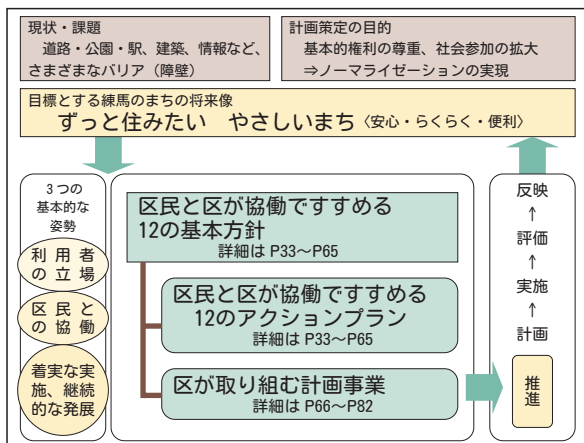 現状・課題
道路・公園・駅、建築、情報など、
さまざまなバリア（障壁）
計画策定の目的
基本的権利の尊重、社会参加の拡大
⇒ノーマライゼーションの実現
目標とする練馬のまちの将来像
ずっと住みたい　やさしいまち〈安心・らくらく・便利〉
3つの
基本的な
姿勢
利用者
の立場
区民と
の協働
着実な実
施、継続
的な発展
区民と区が協働ですすめる
12の基本方針
詳細は P33～P65
区民と区が協働ですすめる
12のアクションプラン
詳細は P33～P65
区が取り組む計画事業
詳細は P66～P82
反映
↑
評価
↑
実施
↑
計画
推進